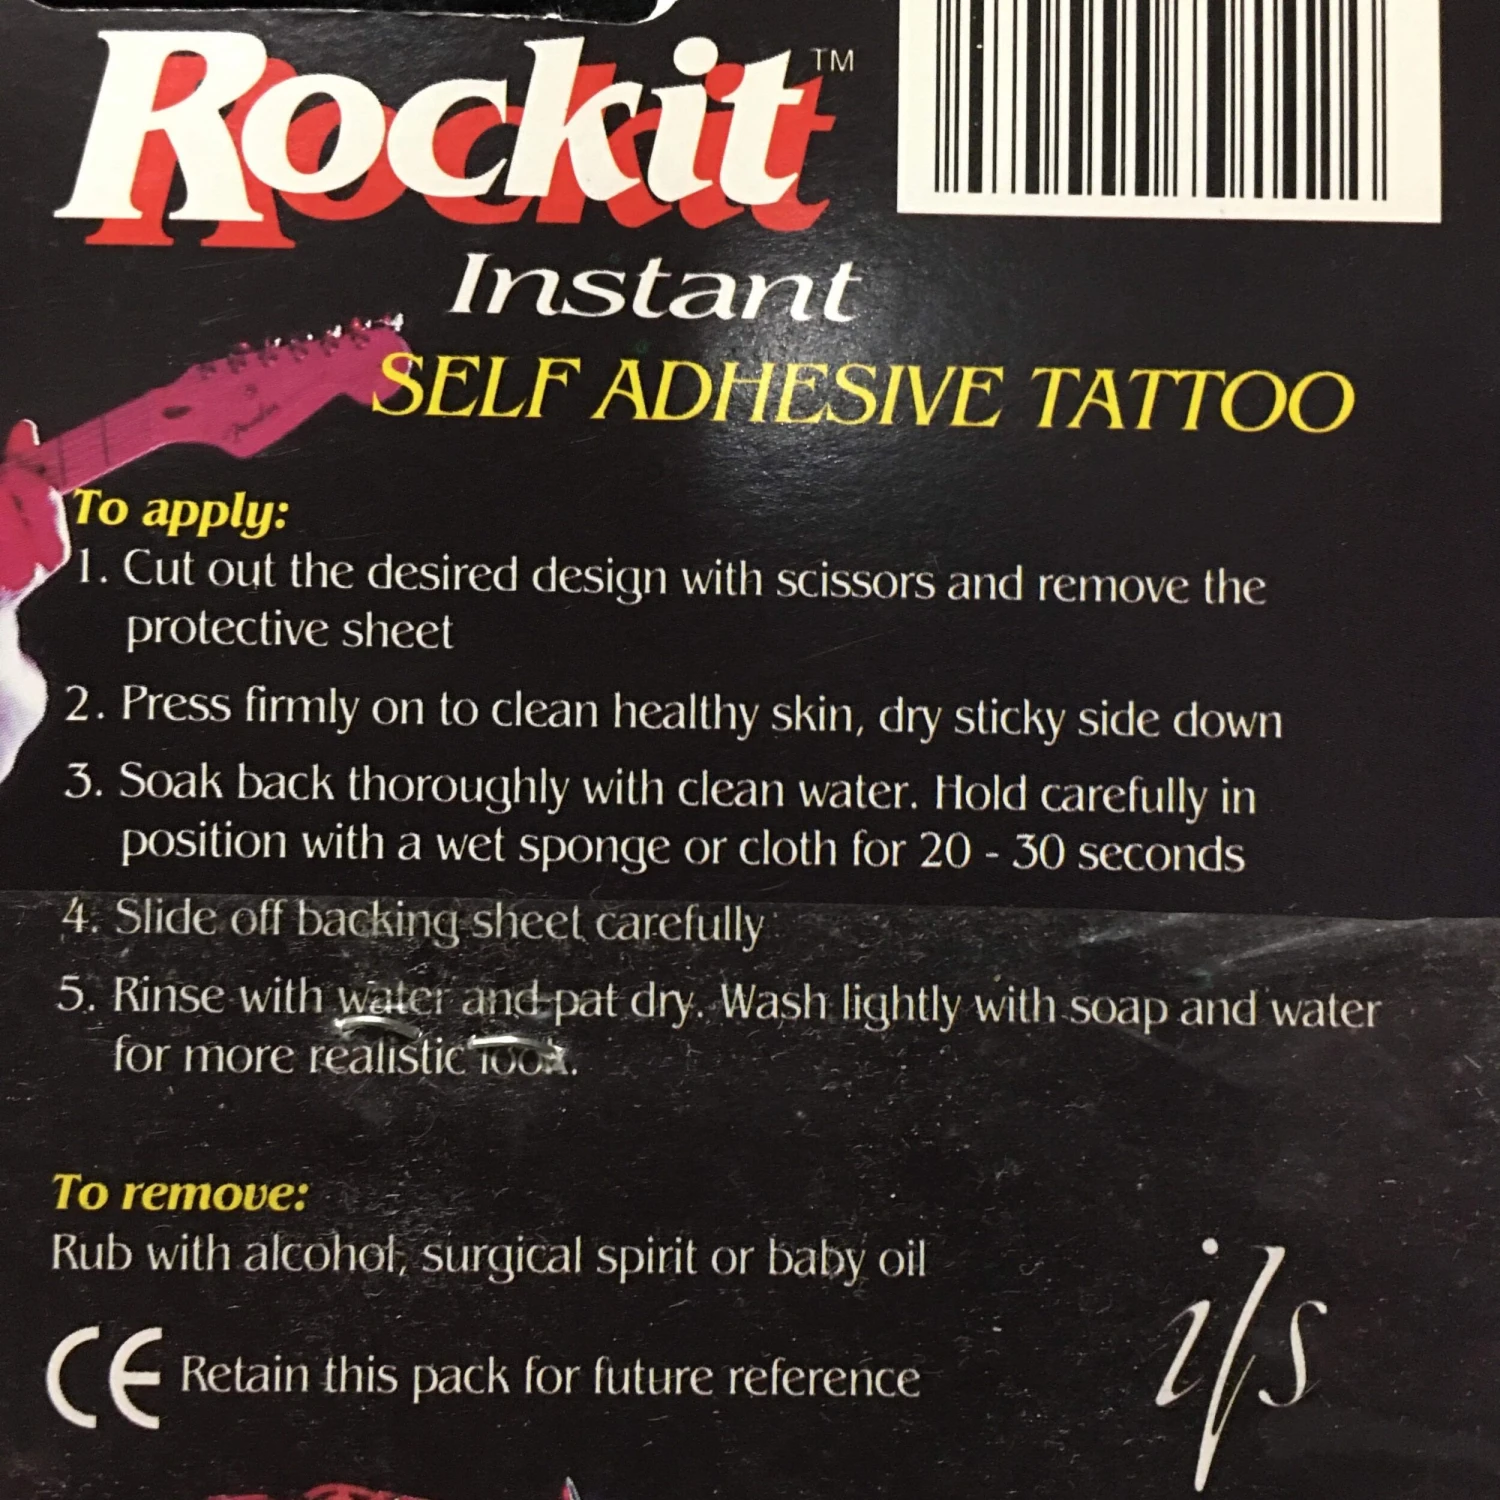 Rockit™
Instant
SELF ADHESIVE TATTOO
To apply:
1. Cut out the desired design with scissors and remove the
protective sheet
2. Press firmly on to clean healthy skin, dry sticky side down
3. Soak back thoroughly with clean water. Hold carefully in
position with a wet sponge or cloth for 20 - 30 seconds
4. Slide off backing sheet carefully
5. Rinse with water and pat dry. Wash lightly with soap and water
for more realistic look.
To remove:
Rub with alcohol, surgical spirit or baby oil
CE Retain this pack for future reference